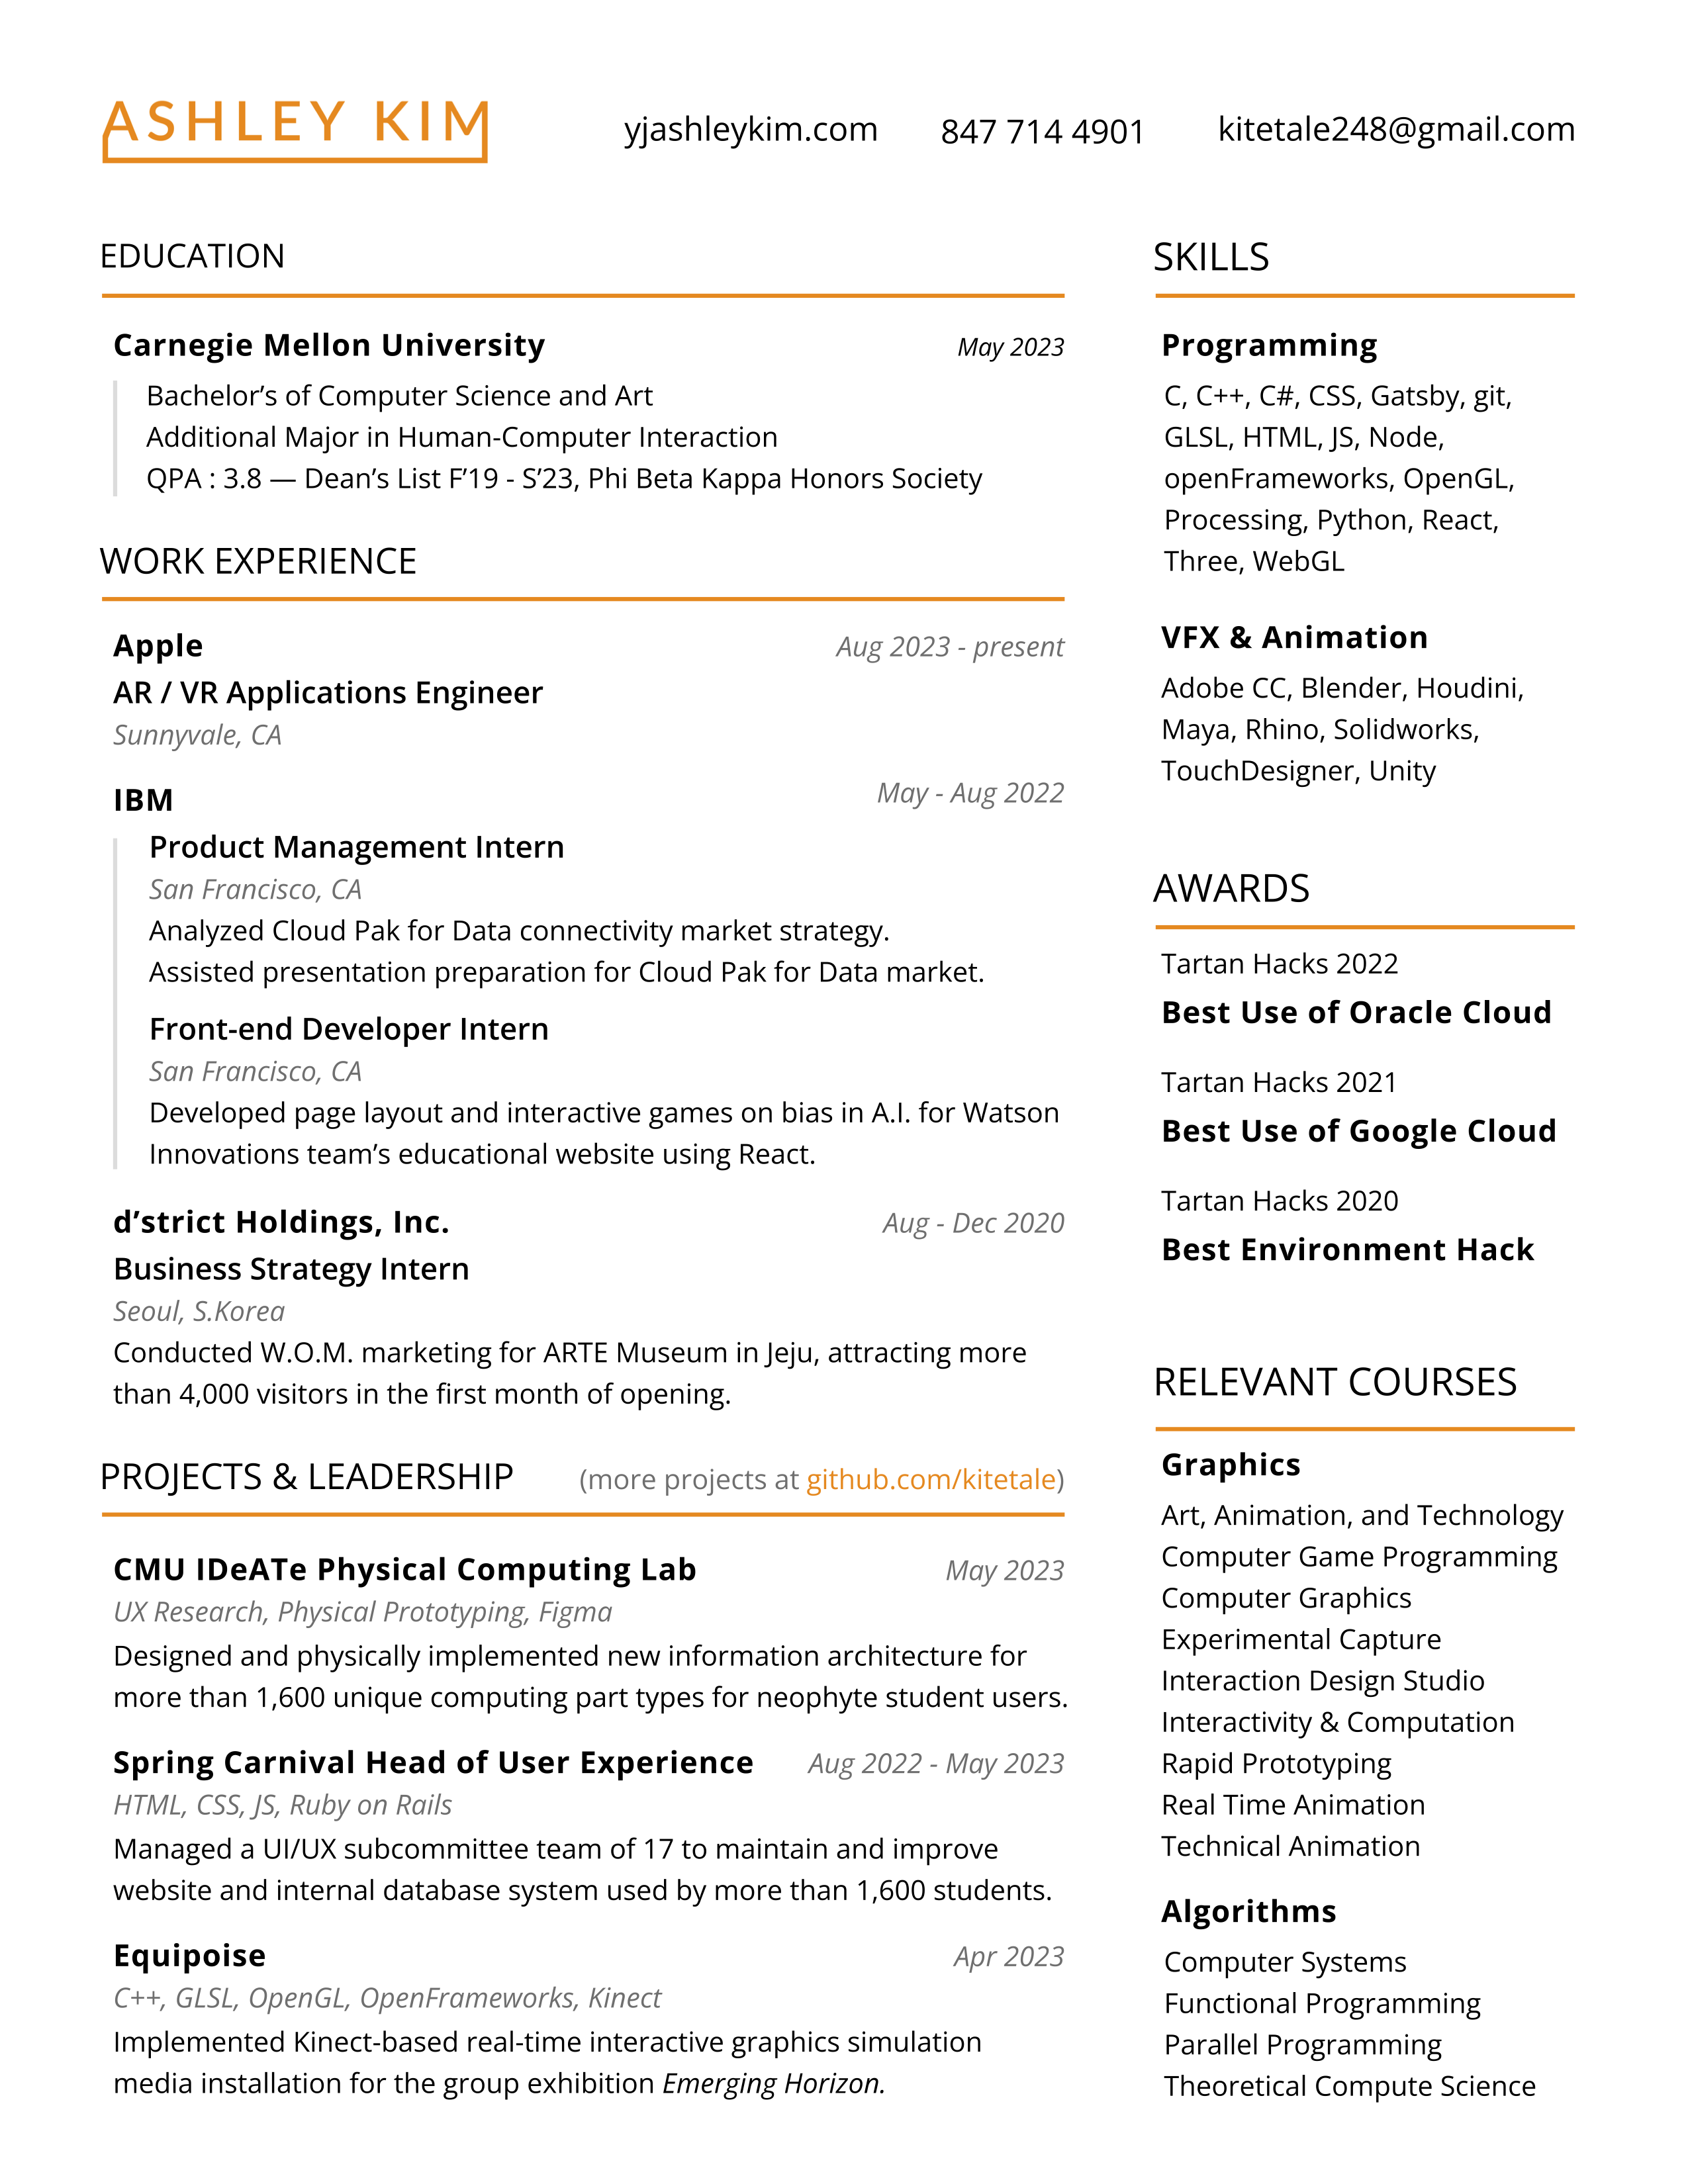 ASHLEY KIM
yjashleykim.com
847 714 4901
kitetale248@gmail.com
EDUCATION
Carnegie Mellon University
May 2023
Bachelor’s of Computer Science and Art
Additional Major in Human-Computer Interaction
QPA : 3.8 — Dean’s List F’19 - S’23, Phi Beta Kappa Honors Society
WORK EXPERIENCE
Apple
Aug 2023 - present
AR / VR Applications Engineer
Sunnyvale, CA
IBM
May - Aug 2022
Product Management Intern
San Francisco, CA
Analyzed Cloud Pak for Data connectivity market strategy.
Assisted presentation preparation for Cloud Pak for Data market.
Front-end Developer Intern
San Francisco, CA
Developed page layout and interactive games on bias in A.I. for Watson
Innovations team’s educational website using React.
d’strict Holdings, Inc.
Aug - Dec 2020
Business Strategy Intern
Seoul, S.Korea
Conducted W.O.M. marketing for ARTE Museum in Jeju, attracting more
than 4,000 visitors in the first month of opening.
PROJECTS & LEADERSHIP
(more projects at github.com/kitetale)
CMU IDeATe Physical Computing Lab
May 2023
UX Research, Physical Prototyping, Figma
Designed and physically implemented new information architecture for
more than 1,600 unique computing part types for neophyte student users.
Spring Carnival Head of User Experience
Aug 2022 - May 2023
HTML, CSS, JS, Ruby on Rails
Managed a UI/UX subcommittee team of 17 to maintain and improve
website and internal database system used by more than 1,600 students.
Equipoise
Apr 2023
C++, GLSL, OpenGL, OpenFrameworks, Kinect
Implemented Kinect-based real-time interactive graphics simulation
media installation for the group exhibition Emerging Horizon.
SKILLS
Programming
C, C++, C#, CSS, Gatsby, git,
GLSL, HTML, JS, Node,
openFrameworks, OpenGL,
Processing, Python, React,
Three, WebGL
VFX & Animation
Adobe CC, Blender, Houdini,
Maya, Rhino, Solidworks,
TouchDesigner, Unity
AWARDS
Tartan Hacks 2022
Best Use of Oracle Cloud
Tartan Hacks 2021
Best Use of Google Cloud
Tartan Hacks 2020
Best Environment Hack
RELEVANT COURSES
Graphics
Art, Animation, and Technology
Computer Game Programming
Computer Graphics
Experimental Capture
Interaction Design Studio
Interactivity & Computation
Rapid Prototyping
Real Time Animation
Technical Animation
Algorithms
Computer Systems
Functional Programming
Parallel Programming
Theoretical Compute Science